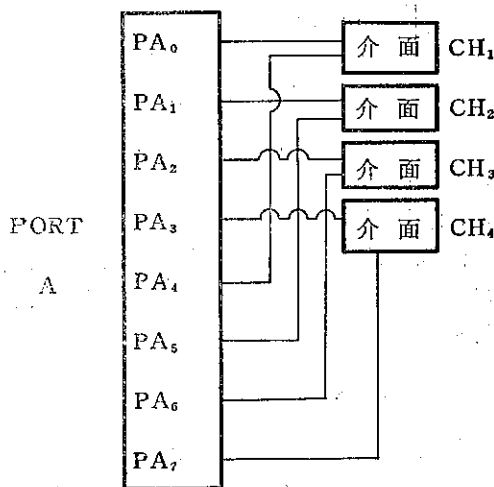 PA₀ 介面 CH₁
PA₁ 介面 CH₂
PA₂ 介面 CH₃
PA₃ 介面 CH₄
PORT
A
PA₄
PA₅
PA₆
PA₇